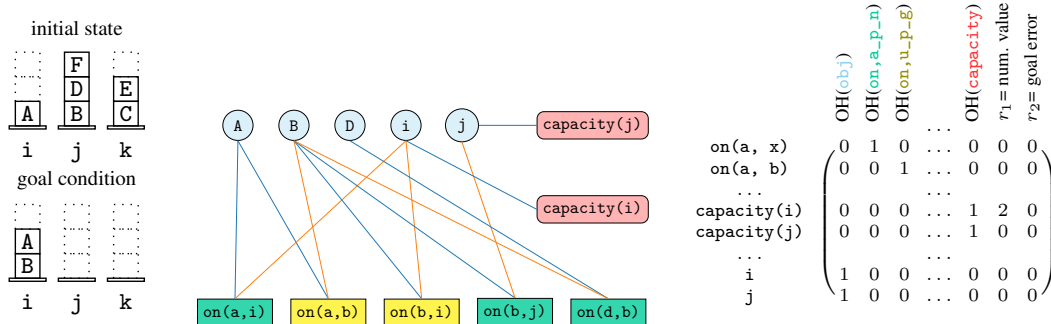 initial state
F
D E
A B C
i j k
goal condition
A
B
i j k
A B D i j
capacity(j)
capacity(i)
on(a,i) on(a,b) on(b,i) on(b,j) on(d,b)
OH(obj) OH(on,a_p_n) OH(on,u_p_g) ... OH(capacity) r1 = num. value r2= goal error
on(a, x) 0 1 0 ... 0 0 0
on(a, b) 0 0 1 ... 0 0 0
... ...
capacity(i) 0 0 0 ... 1 2 0
capacity(j) 0 0 0 ... 1 0 0
... ...
i 1 0 0 ... 0 0 0
j 1 0 0 ... 0 0 0